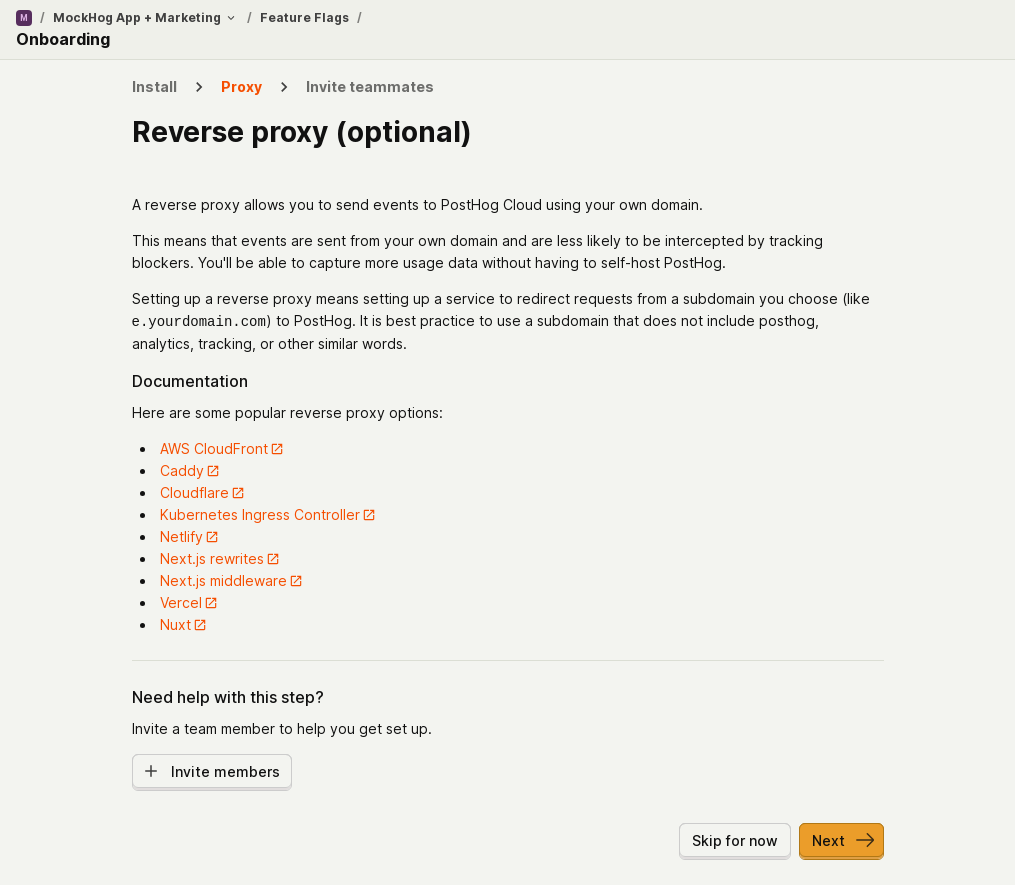 M / MockHog App + Marketing / Feature Flags /
Onboarding
Install > Proxy > Invite teammates
Reverse proxy (optional)
A reverse proxy allows you to send events to PostHog Cloud using your own domain.
This means that events are sent from your own domain and are less likely to be intercepted by tracking
blockers. You'll be able to capture more usage data without having to self-host PostHog.
Setting up a reverse proxy means setting up a service to redirect requests from a subdomain you choose (like
e.yourdomain.com) to PostHog. It is best practice to use a subdomain that does not include posthog,
analytics, tracking, or other similar words.
Documentation
Here are some popular reverse proxy options:
• AWS CloudFront
• Caddy
• Cloudflare
• Kubernetes Ingress Controller
• Netlify
• Next.js rewrites
• Next.js middleware
• Vercel
• Nuxt
Need help with this step?
Invite a team member to help you get set up.
Invite members
Skip for now
Next